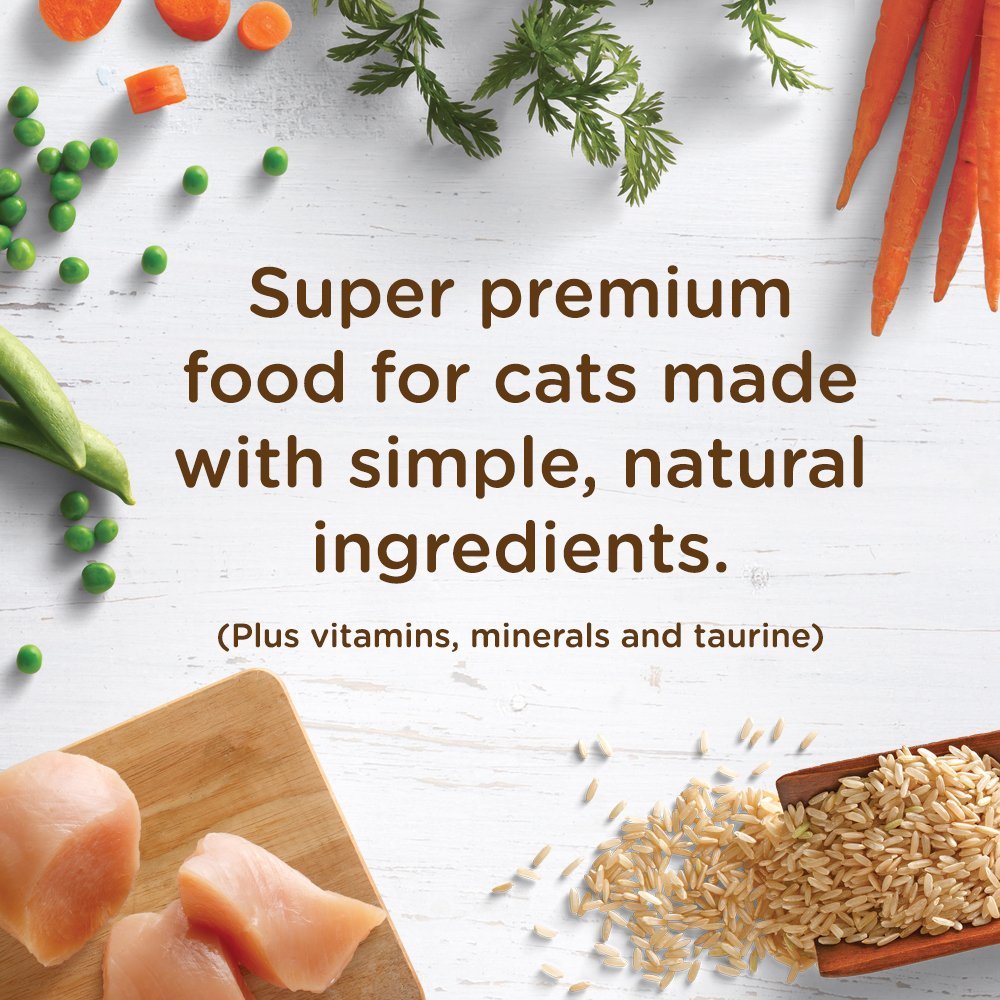 Super premium
food for cats made
with simple, natural
ingredients.
(Plus vitamins, minerals and taurine)